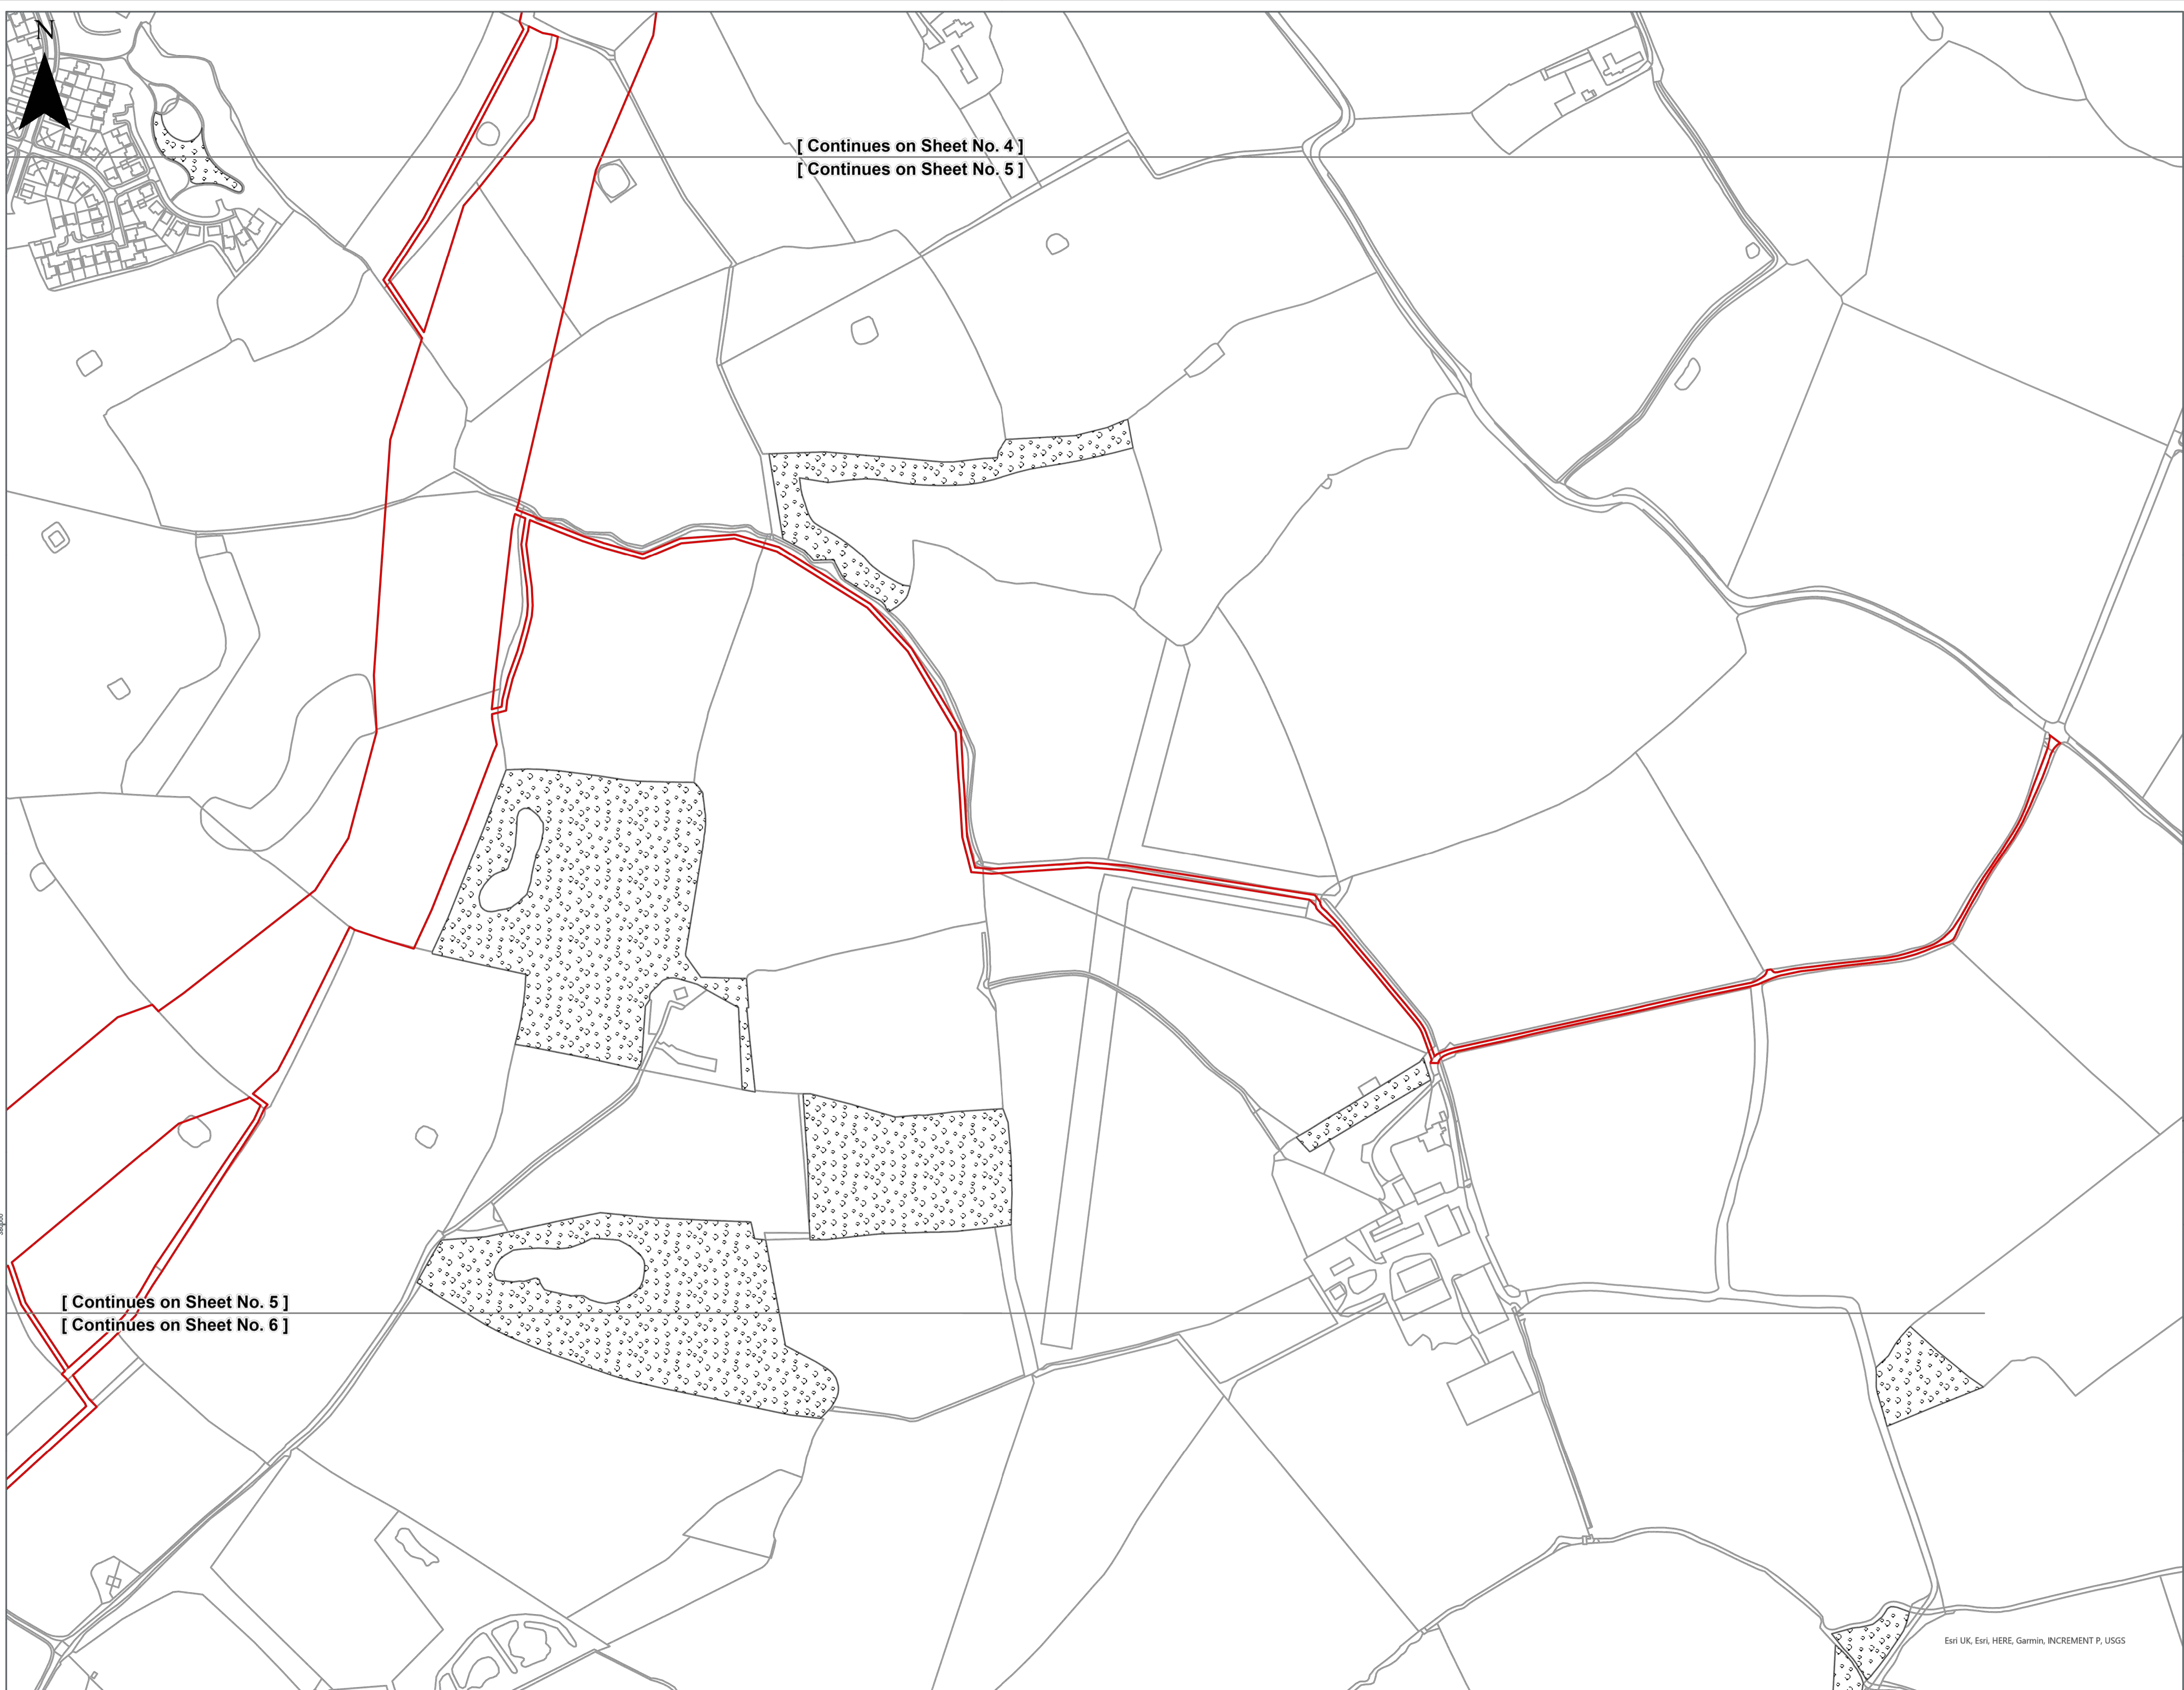 N
[ Continues on Sheet No. 4 ]
[ Continues on Sheet No. 5 ]
[ Continues on Sheet No. 5 ]
[ Continues on Sheet No. 6 ]
Esri UK, Esri, HERE, Garmin, INCREMENT P, USGS